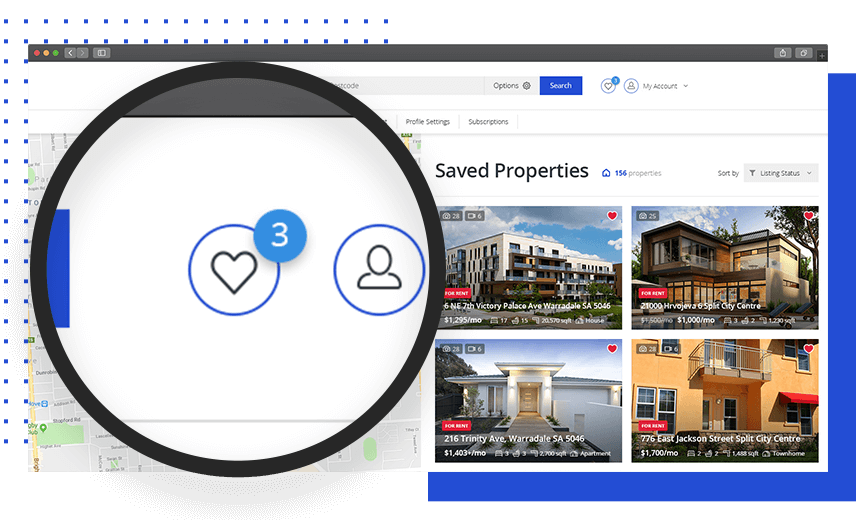 stcode
Options
Search
3
My Account
Profile Settings
Subscriptions
3
Saved Properties
156 properties
Sort by
Listing Status
28 6
FOR RENT
6 NE 7th Victory Palace Ave Warradale SA 5046
$1,295/mo 17 15 20,570 sqft House
25
FOR RENT
21000 Hrvojeva 6 Split City Centre
$1,500/mo $1,000/mo 3 2 1,230 sqft
28 6
FOR RENT
216 Trinity Ave, Warradale SA 5046
$1,403+/mo 3 3 2,700 sqft Apartment
28 6
FOR RENT
776 East Jackson Street Split City Centre
$1,700/mo 2 2 1,488 sqft Townhome
Stapford Rd